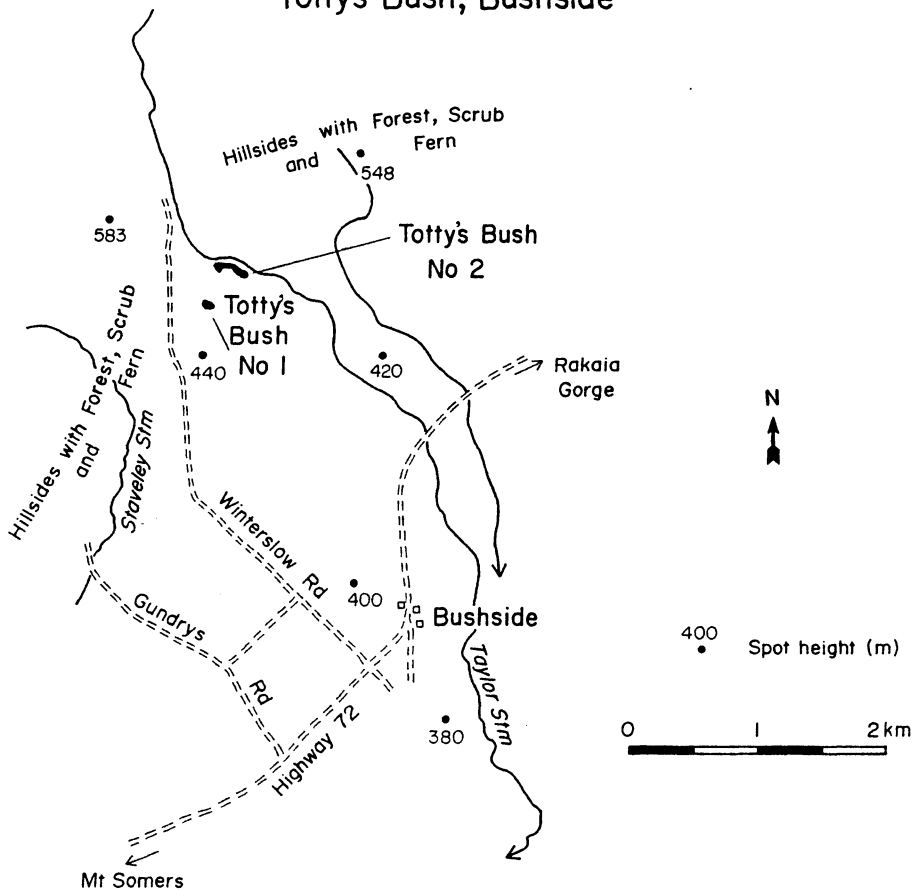 Totty's Bush, Bushside
Hillsides with Forest, Scrub
and Fern
548
583
Totty's Bush
No 2
Totty's
Bush
No 1
440
420
Rakaia
Gorge
N
Hillsides with Forest, Scrub
and Fern
Staveley Stm
Winterslow Rd
400
Bushside
Gundrys Rd
Taylor Stm
400
Spot height (m)
380
Highway 72
0 1 2 km
Mt Somers